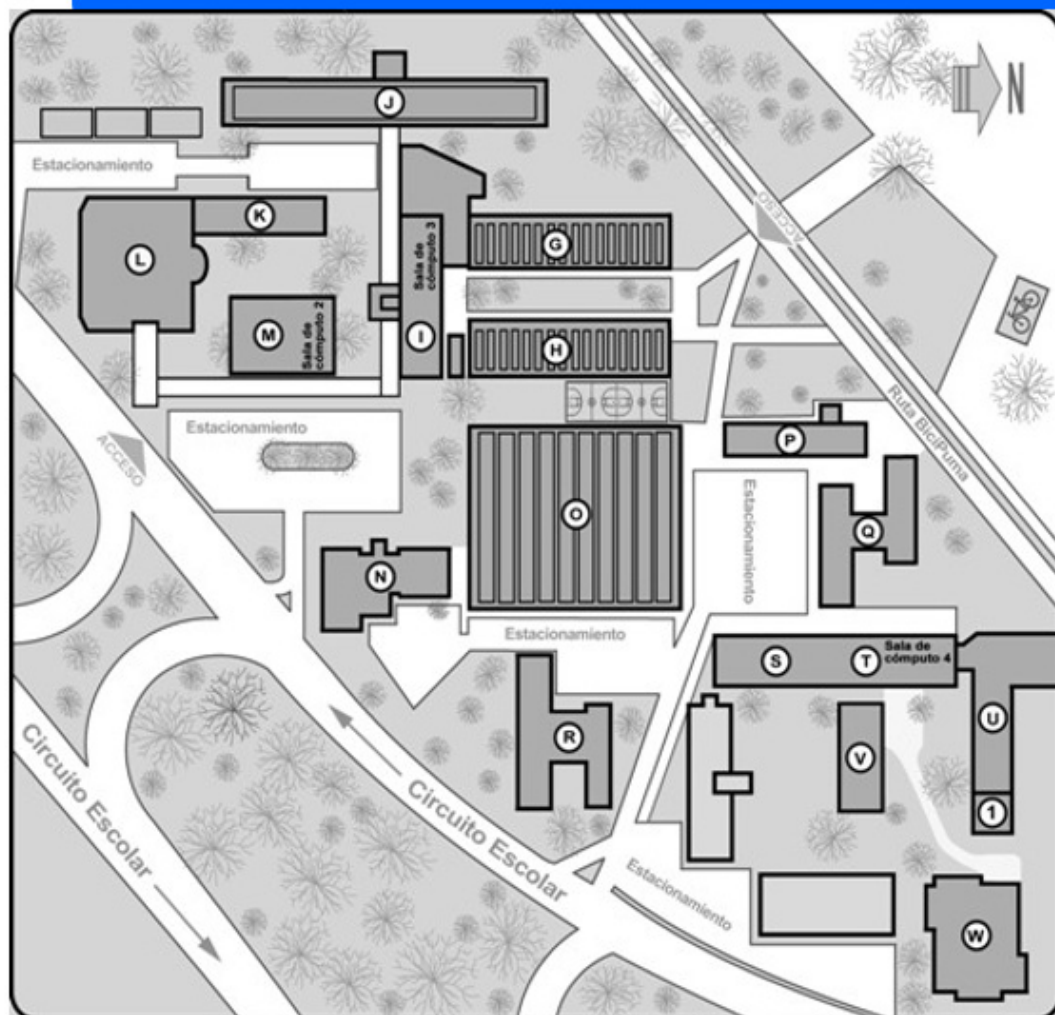 N
J
Estacionamiento
ACCESO
K
Sala de
cómputo 3
G
L
M
Sala de
cómputo 2
I
H
Ruta BiciPuma
Estacionamiento
P
ACCESO
Estacionamiento
O
Q
N
Estacionamiento
S
T
Sala de
cómputo 4
U
R
V
Circuito Escolar
Circuito Escolar
1
Estacionamiento
W